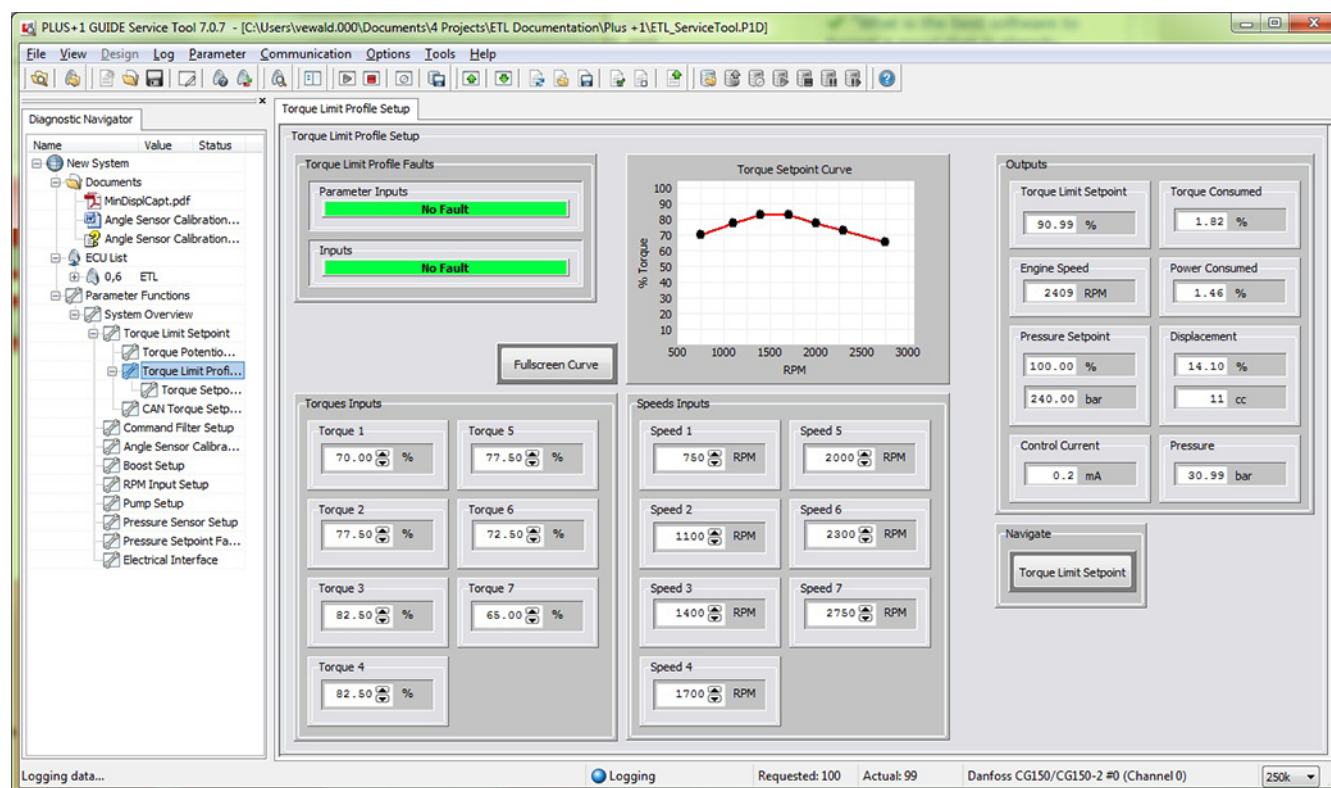 PLUS+1 GUIDE Service Tool 7.0.7 - [C:\Users\vewald.000\Documents\4 Projects\ETL Documentation\Plus +1\ETL_ServiceTool.P1D]
File View Design Log Parameter Communication Options Tools Help
Diagnostic Navigator
Name Value Status
New System
Documents
MinDisplCapt.pdf
Angle Sensor Calibration...
Angle Sensor Calibration...
ECU List
0,6 ETL
Parameter Functions
System Overview
Torque Limit Setpoint
Torque Potentio...
Torque Limit Profi...
Torque Setpo...
CAN Torque Setp...
Command Filter Setup
Angle Sensor Calibra...
Boost Setup
RPM Input Setup
Pump Setup
Pressure Sensor Setup
Pressure Setpoint Fa...
Electrical Interface
Torque Limit Profile Setup
Torque Limit Profile Setup
Torque Limit Profile Faults
Parameter Inputs
No Fault
Inputs
No Fault
Fullscreen Curve
Torque Setpoint Curve
% Torque
100
90
80
70
60
50
40
30
20
10
500 1000 1500 2000 2500 3000
RPM
Torques Inputs
Torque 1 Torque 5
70.00 % 77.50 %
Torque 2 Torque 6
77.50 % 72.50 %
Torque 3 Torque 7
82.50 % 65.00 %
Torque 4
82.50 %
Speeds Inputs
Speed 1 Speed 5
750 RPM 2000 RPM
Speed 2 Speed 6
1100 RPM 2300 RPM
Speed 3 Speed 7
1400 RPM 2750 RPM
Speed 4
1700 RPM
Outputs
Torque Limit Setpoint Torque Consumed
90.99 % 1.82 %
Engine Speed Power Consumed
2409 RPM 1.46 %
Pressure Setpoint Displacement
100.00 % 14.10 %
240.00 bar 11 cc
Control Current Pressure
0.2 mA 30.99 bar
Navigate
Torque Limit Setpoint
Logging data... Logging Requested: 100 Actual: 99 Danfoss CG150/CG150-2 #0 (Channel 0) 250k